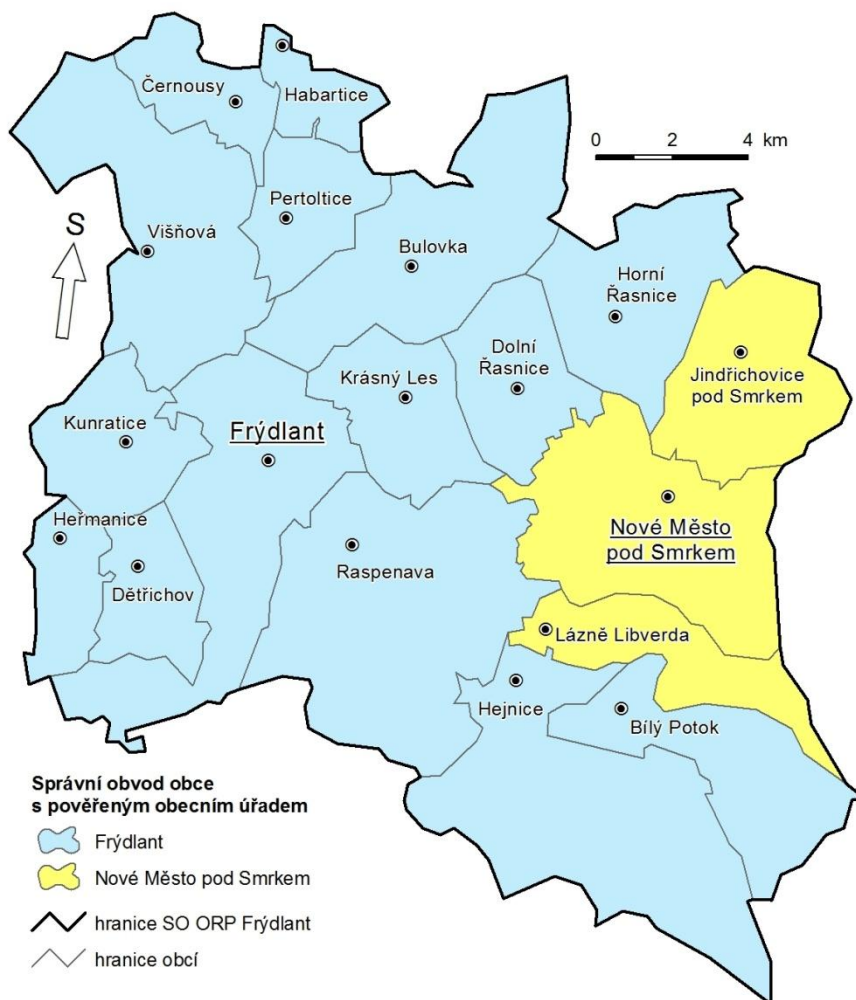 Černousy
Habartice
0 2 4 km
Pertoltice
S
Višňová
Bulovka
Horní
Řasnice
Dolní
Řasnice
Krásný Les
Jindřichovice
pod Smrkem
Kunratice
Frýdlant
Heřmanice
Nové Město
pod Smrkem
Raspenava
Dětřichov
Lázně Libverda
Hejnice
Bílý Potok
Správní obvod obce
s pověřeným obecním úřadem
Frýdlant
Nové Město pod Smrkem
hranice SO ORP Frýdlant
hranice obcí